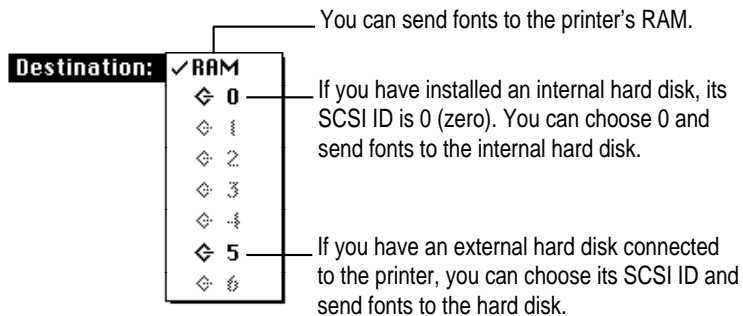 You can send fonts to the printer’s RAM.
Destination: ✓RAM
0
1
2
3
4
5
6
If you have installed an internal hard disk, its
SCSI ID is 0 (zero). You can choose 0 and
send fonts to the internal hard disk.
If you have an external hard disk connected
to the printer, you can choose its SCSI ID and
send fonts to the hard disk.